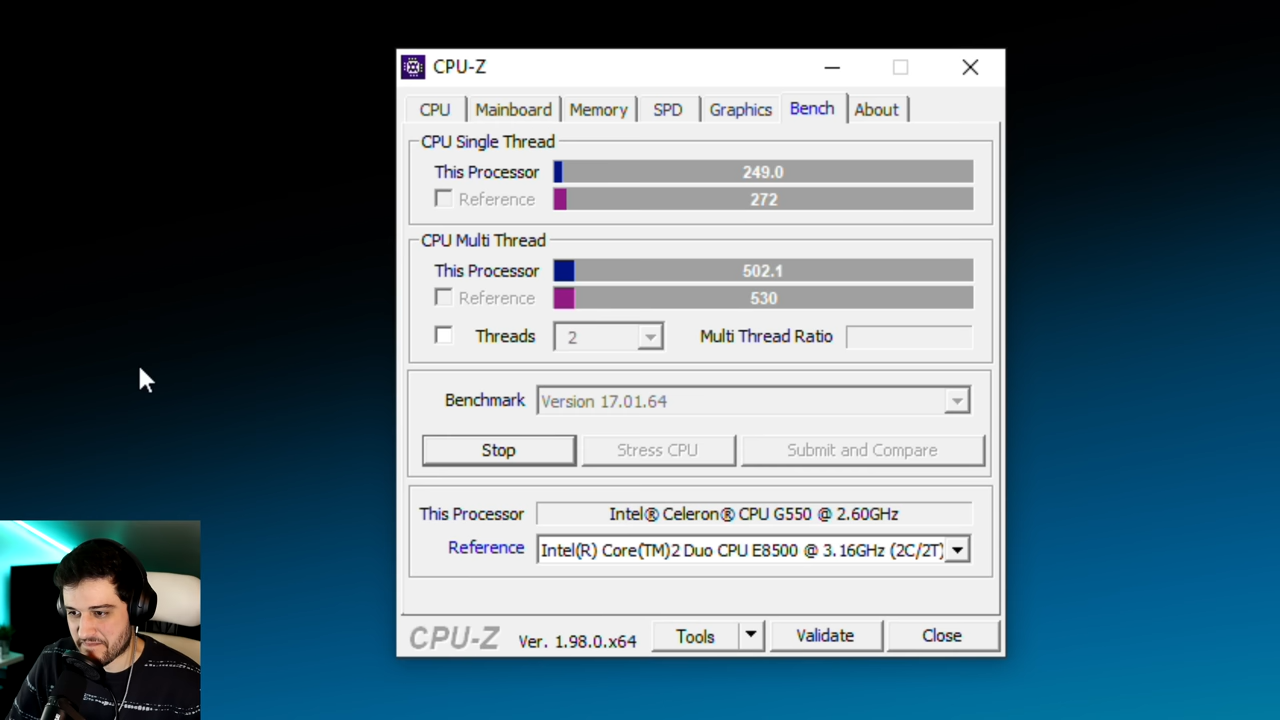 CPU-Z
CPU Mainboard Memory SPD Graphics Bench About
CPU Single Thread
This Processor 249.0
Reference 272
CPU Multi Thread
This Processor 502.1
Reference 530
Threads 2 Multi Thread Ratio
Benchmark Version 17.01.64
Stop Stress CPU Submit and Compare
This Processor Intel® Celeron® CPU G550 @ 2.60GHz
Reference Intel(R) Core(TM)2 Duo CPU E8500 @ 3.16GHz (2C/2T)
CPU-Z Ver. 1.98.0.x64 Tools Validate Close